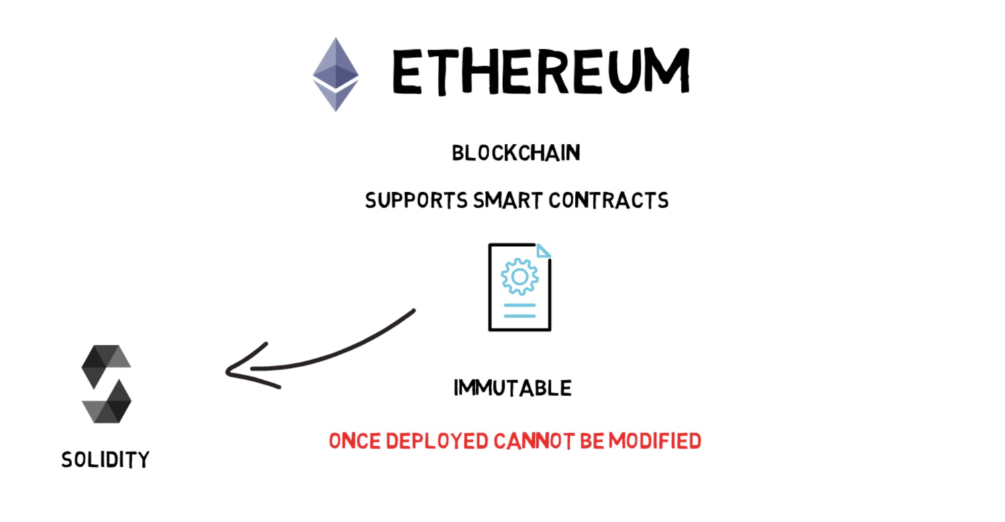 ETHEREUM
BLOCKCHAIN
SUPPORTS SMART CONTRACTS
IMMUTABLE
ONCE DEPLOYED CANNOT BE MODIFIED
SOLIDITY